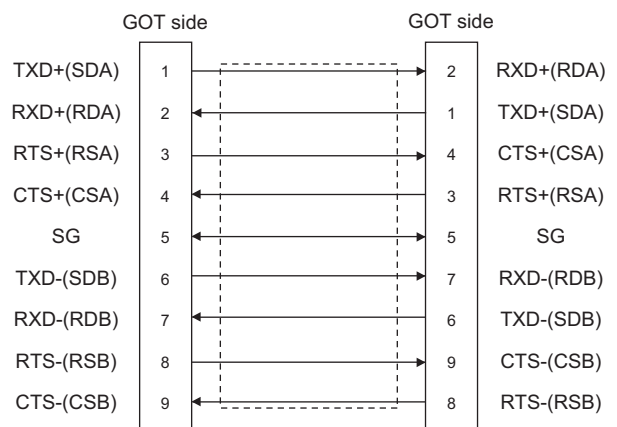 GOT side GOT side
TXD+(SDA) 1 2 RXD+(RDA)
RXD+(RDA) 2 1 TXD+(SDA)
RTS+(RSA) 3 4 CTS+(CSA)
CTS+(CSA) 4 3 RTS+(RSA)
SG 5 5 SG
TXD-(SDB) 6 7 RXD-(RDB)
RXD-(RDB) 7 6 TXD-(SDB)
RTS-(RSB) 8 9 CTS-(CSB)
CTS-(CSB) 9 8 RTS-(RSB)